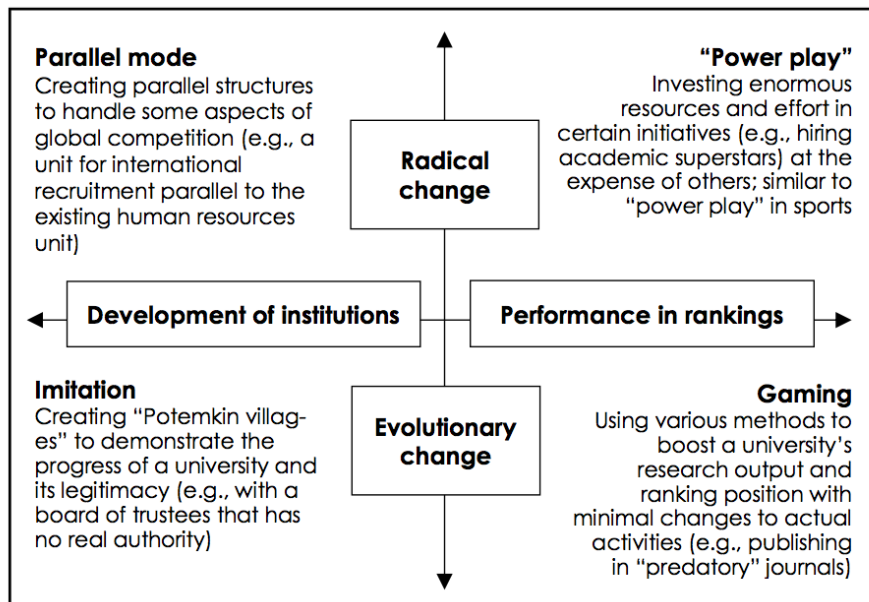 Parallel mode
Creating parallel structures
to handle some aspects of
global competition (e.g., a
unit for international
recruitment parallel to the
existing human resources
unit)
Radical
change
“Power play”
Investing enormous
resources and effort in
certain initiatives (e.g., hiring
academic superstars) at the
expense of others; similar to
“power play” in sports
Development of institutions
Performance in rankings
Imitation
Creating “Potemkin villag-
es” to demonstrate the
progress of a university and
its legitimacy (e.g., with a
board of trustees that has
no real authority)
Evolutionary
change
Gaming
Using various methods to
boost a university’s
research output and
ranking position with
minimal changes to actual
activities (e.g., publishing
in “predatory” journals)